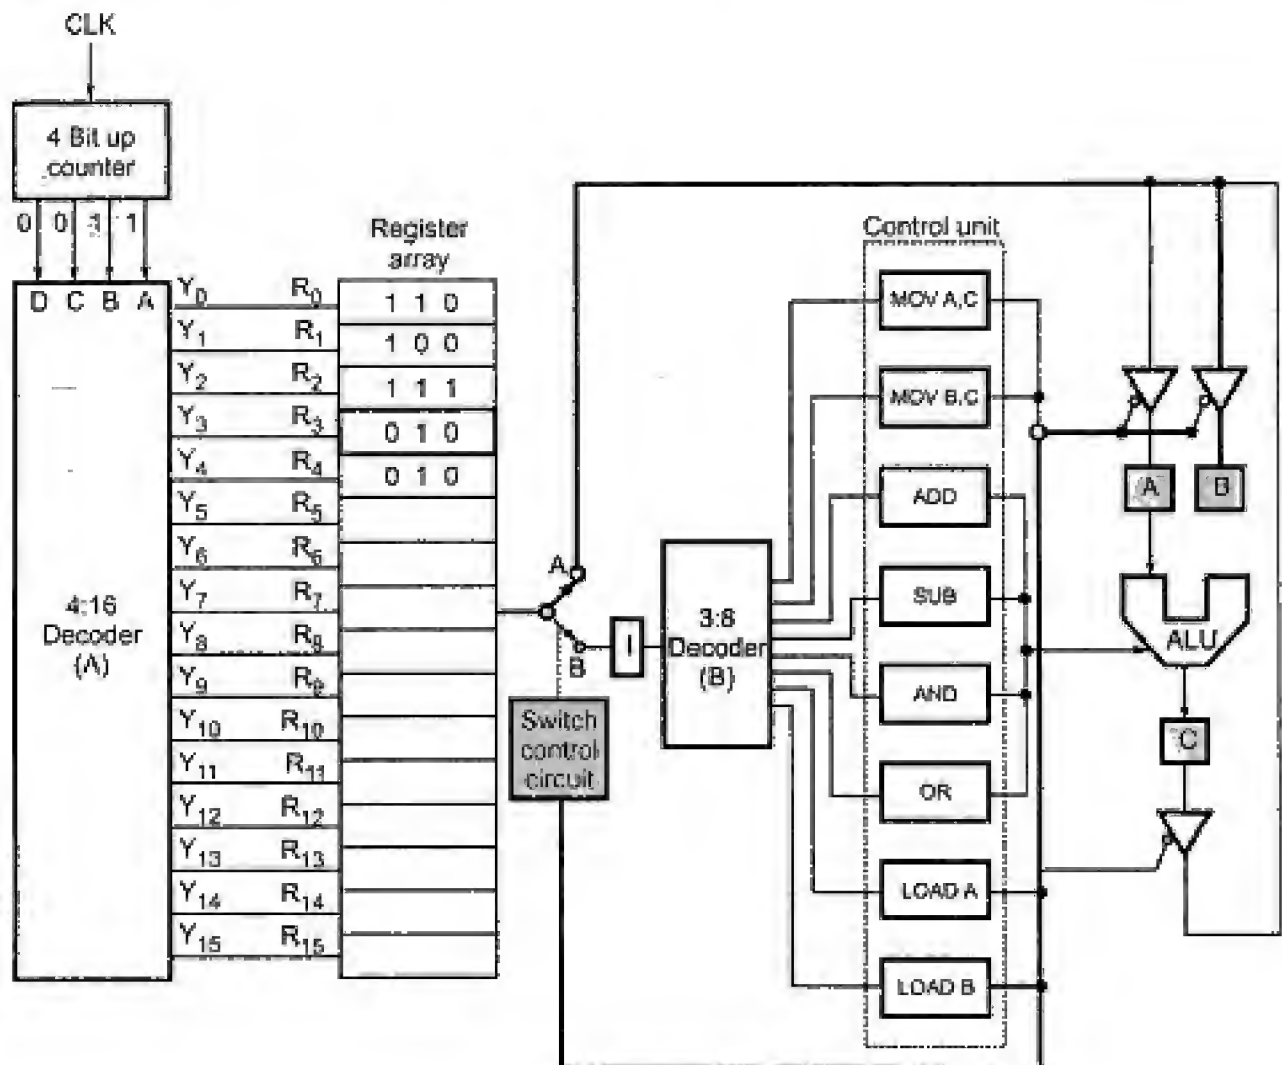 CLK
4 Bit up
counter
0 0 1 1
D C B A
4:16
Decoder
(A)
Register
array
Y0 R0 1 1 0
Y1 R1 1 0 0
Y2 R2 1 1 1
Y3 R3 0 1 0
Y4 R4 0 1 0
Y5 R5
Y6 R6
Y7 R7
Y8 R8
Y9 R9
Y10 R10
Y11 R11
Y12 R12
Y13 R13
Y14 R14
Y15 R15
A
B
Switch
control
circuit
I
3:8
Decoder
(B)
Control unit
MOV A,C
MOV B,C
ADD
SUB
AND
OR
LOAD A
LOAD B
A
B
ALU
C